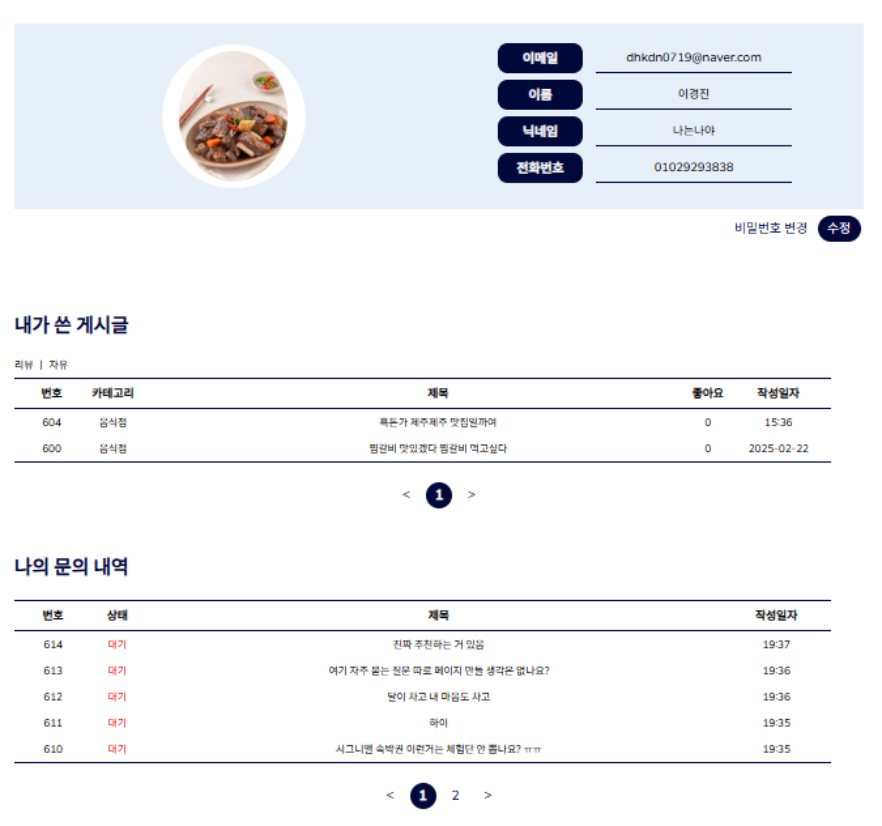 이메일 dhkdn0719@naver.com
이름 이경진
닉네임 나는나야
전화번호 01029293838
비밀번호 변경 수정
내가 쓴 게시글
리뷰 | 자유
번호 카테고리 제목 좋아요 작성일자
604 음식점 흑돈가 제주제주 맛집일까여 0 15:36
600 음식점 찜갈비 맛있겠다 찜갈비 먹고싶다 0 2025-02-22
< 1 >
나의 문의 내역
번호 상태 제목 작성일자
614 대기 진짜 추천하는 거 있음 19:37
613 대기 여기 자주 묻는 질문 따로 페이지 만들 생각은 없나요? 19:36
612 대기 달이 차고 내 마음도 차고 19:36
611 대기 하이 19:35
610 대기 시그니엘 숙박권 이런거는 체험단 안 뽑나요? ㅠㅠ 19:35
< 1 2 >